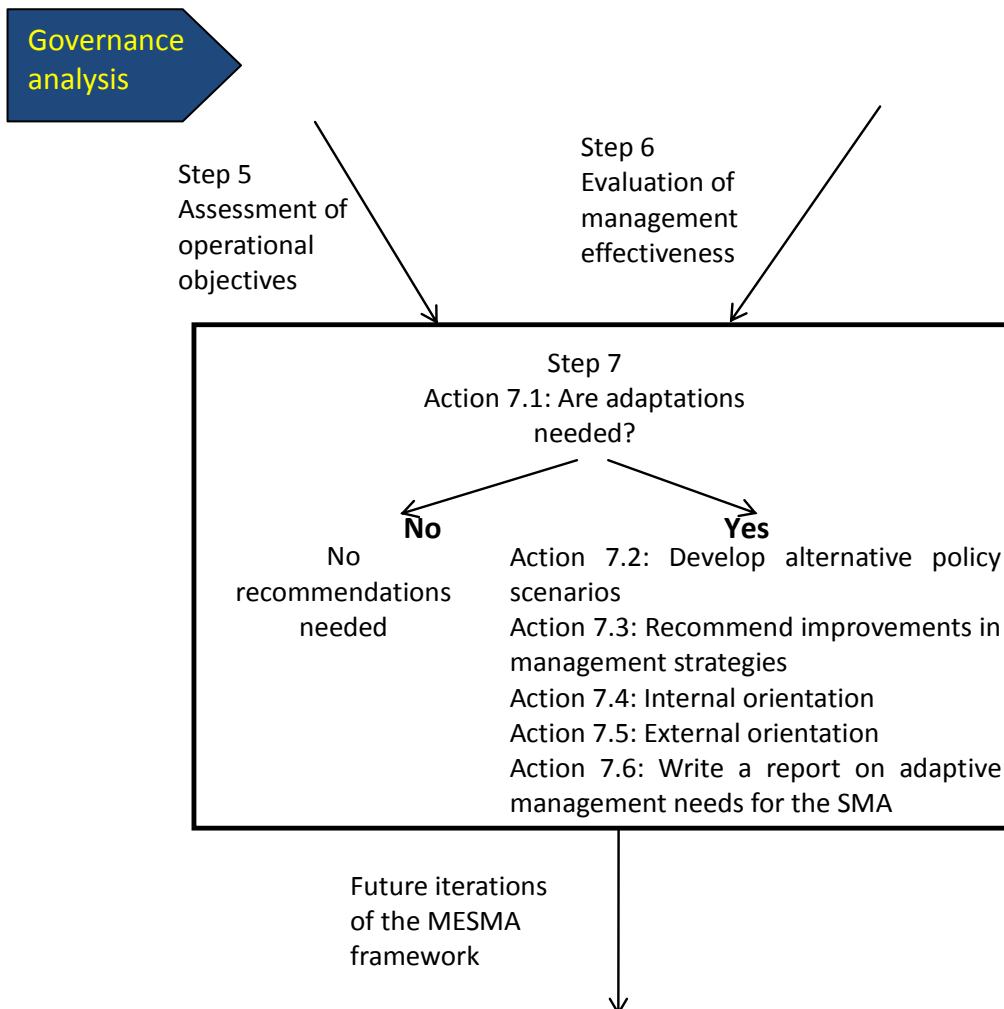 Governance
analysis
Step 5
Assessment of
operational
objectives
Step 6
Evaluation of
management
effectiveness
Step 7
Action 7.1: Are adaptations
needed?
No
No
recommendations
needed
Yes
Action 7.2: Develop alternative policy
scenarios
Action 7.3: Recommend improvements in
management strategies
Action 7.4: Internal orientation
Action 7.5: External orientation
Action 7.6: Write a report on adaptive
management needs for the SMA
Future iterations
of the MESMA
framework